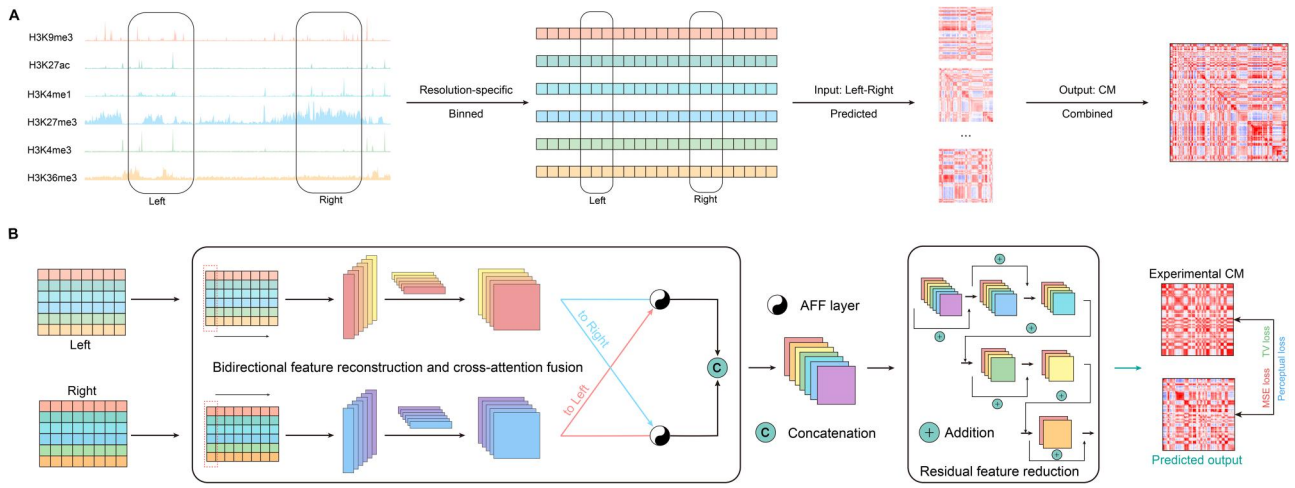 A
H3K9me3
H3K27ac
H3K4me1
H3K27me3
H3K4me3
H3K36me3
Left
Right
Resolution-specific
Binned
Left
Right
Input: Left-Right
Predicted
...
Output: CM
Combined
B
Left
Right
Bidirectional feature reconstruction and cross-attention fusion
to Right
to Left
C
AFF layer
C
Concatenation
+
+
+
+
+
+
+
Addition
Residual feature reduction
Experimental CM
MSE loss
TV loss
Perceptual loss
Predicted output